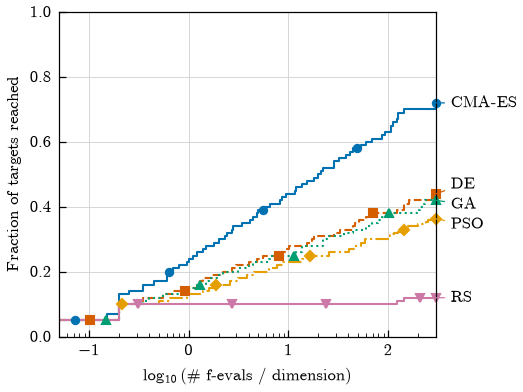 1.0
0.8
0.6
0.4
0.2
0.0
Fraction of targets reached
CMA-ES
DE
GA
PSO
RS
−1 0 1 2
log10 (# f-evals / dimension)